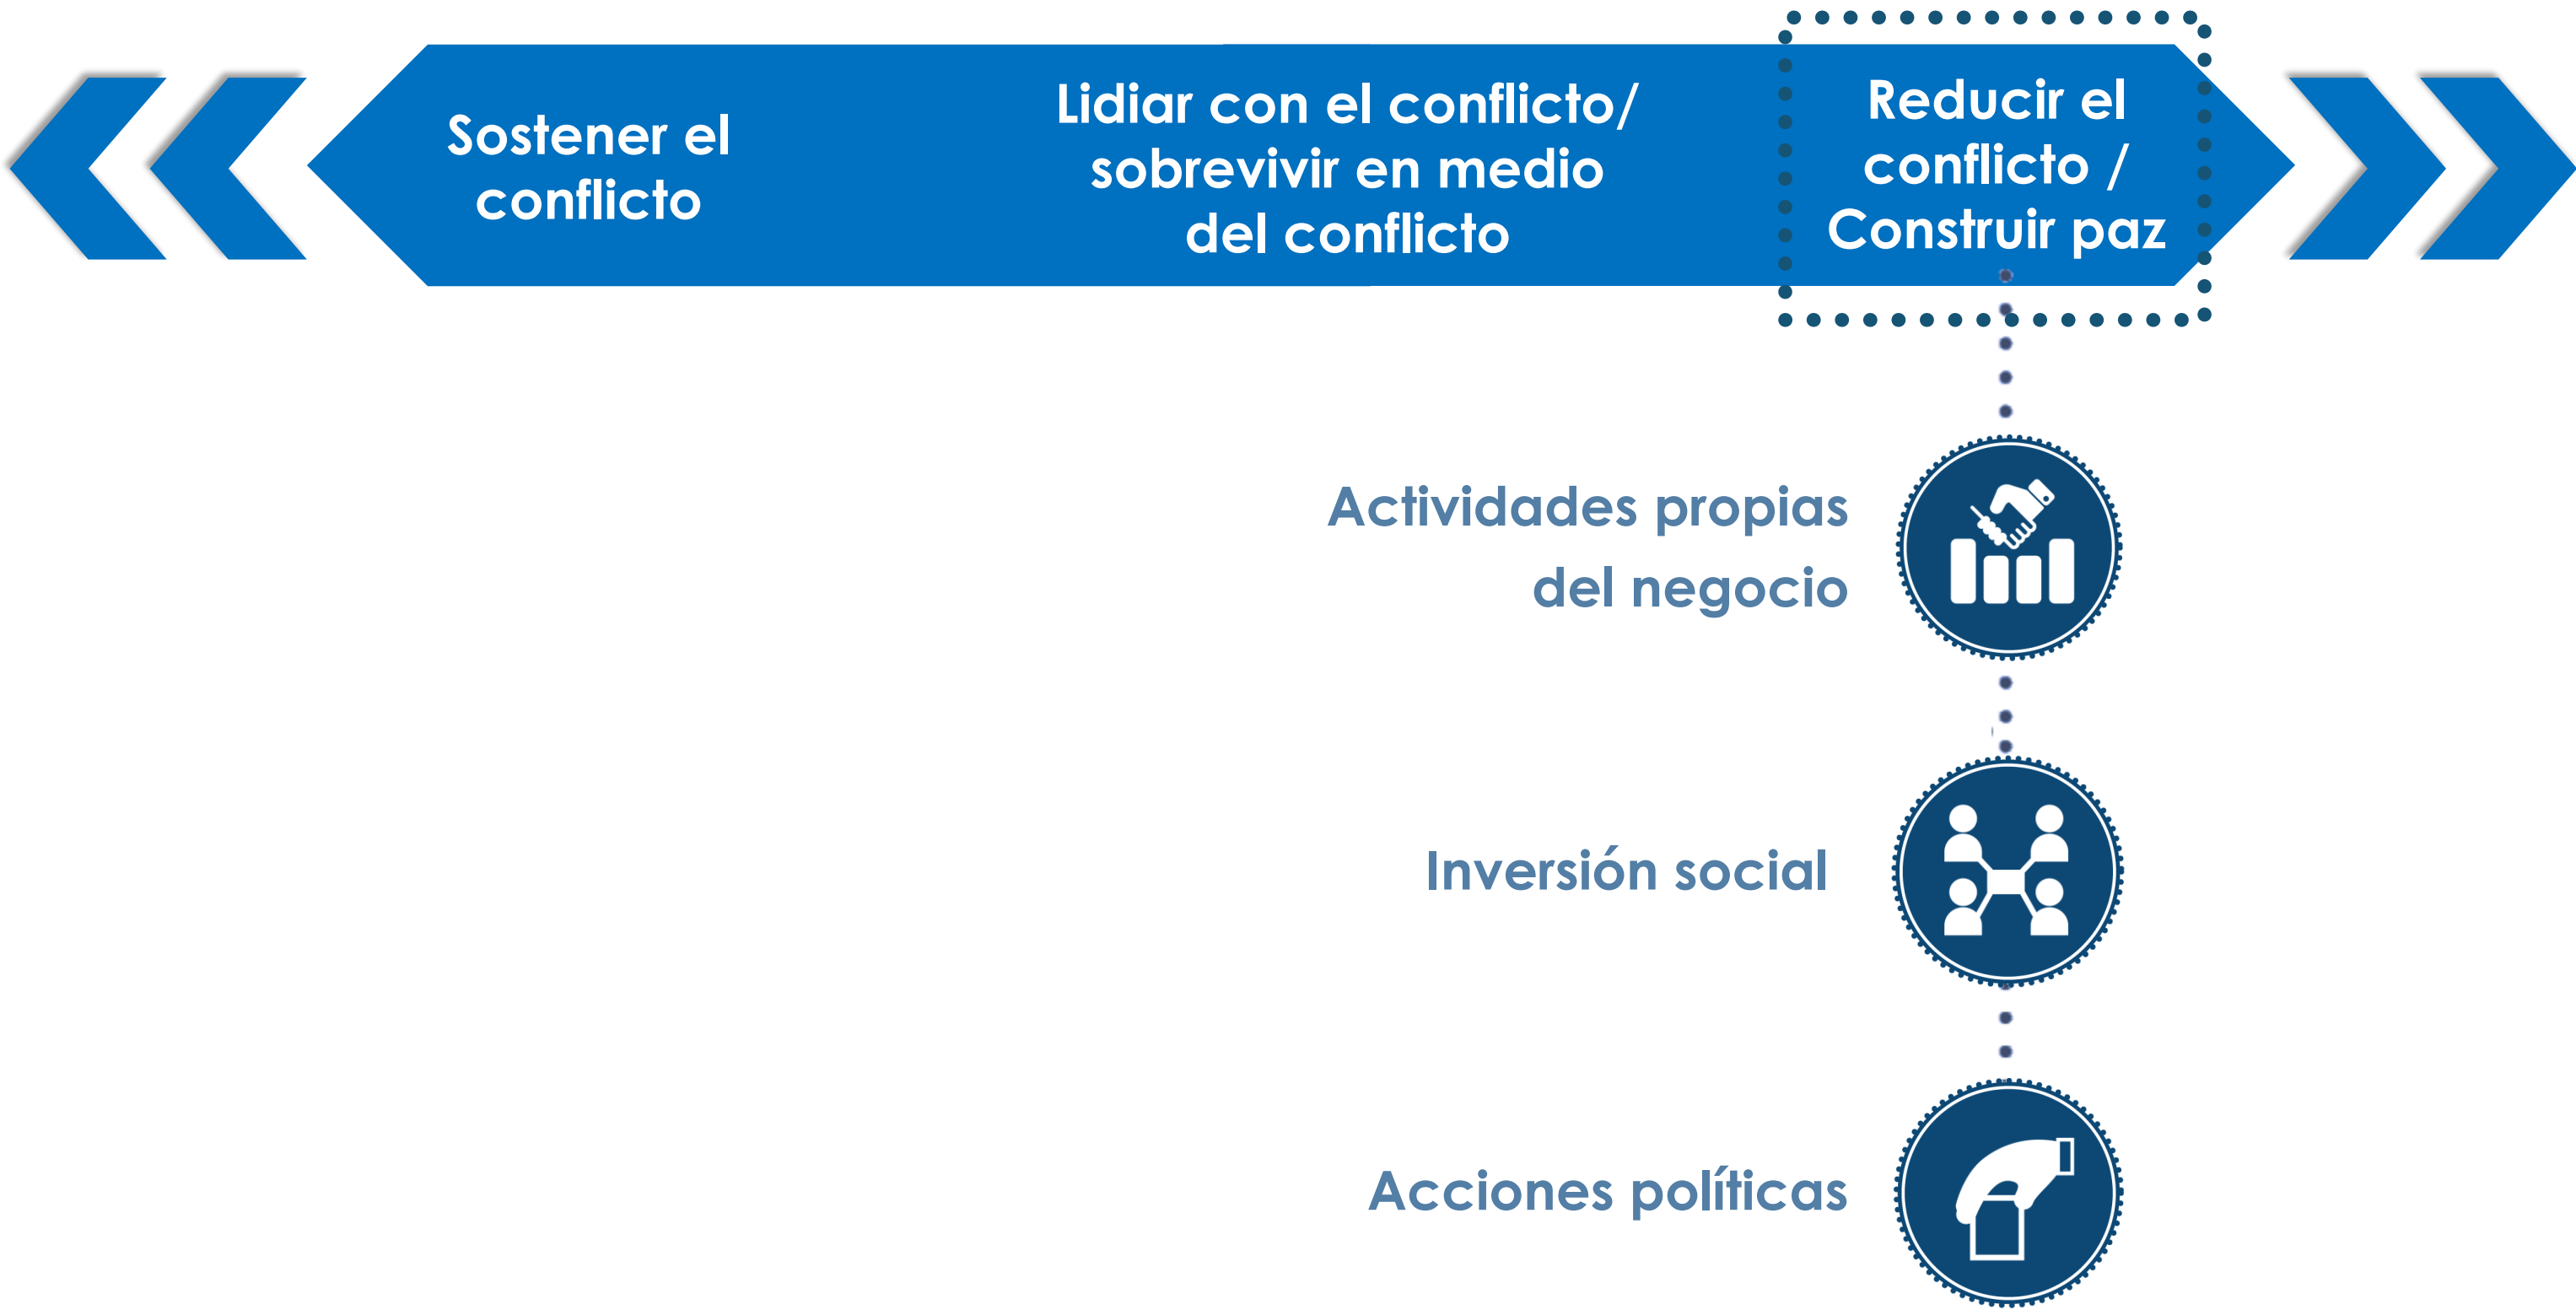 Sostener el
conflicto
Lidiar con el conflicto/
sobrevivir en medio
del conflicto
Reducir el
conflicto /
Construir paz
Actividades propias
del negocio
Inversión social
Acciones políticas